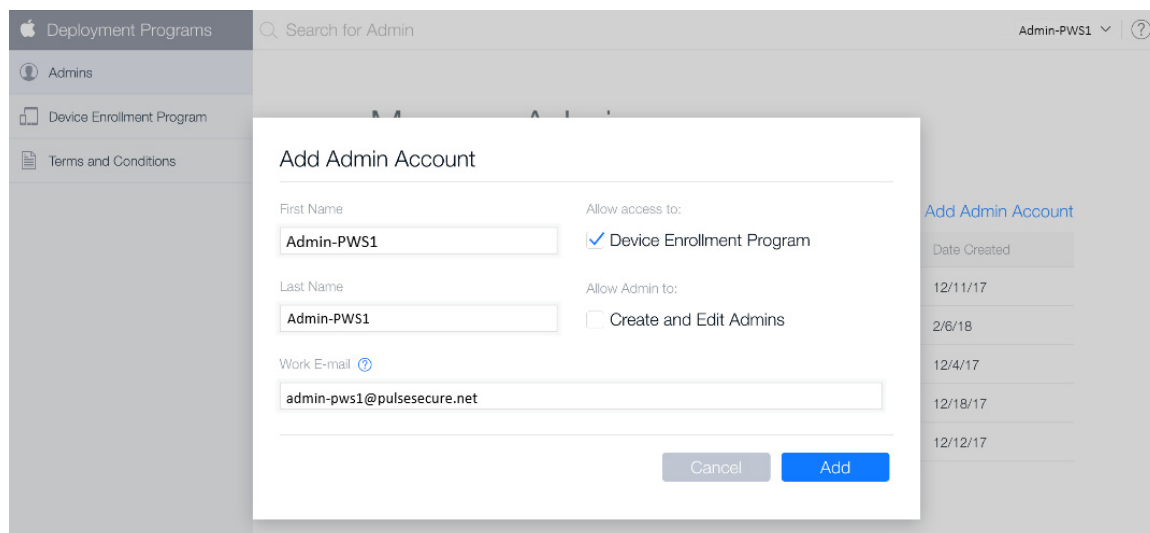 Deployment Programs
Search for Admin
Admin-PWS1
?
Admins
Device Enrollment Program
Terms and Conditions
Add Admin Account
First Name
Admin-PWS1
Allow access to:
Device Enrollment Program
Last Name
Admin-PWS1
Allow Admin to:
Create and Edit Admins
Work E-mail ?
admin-pws1@pulsesecure.net
Cancel
Add
Add Admin Account
Date Created
12/11/17
2/6/18
12/4/17
12/18/17
12/12/17